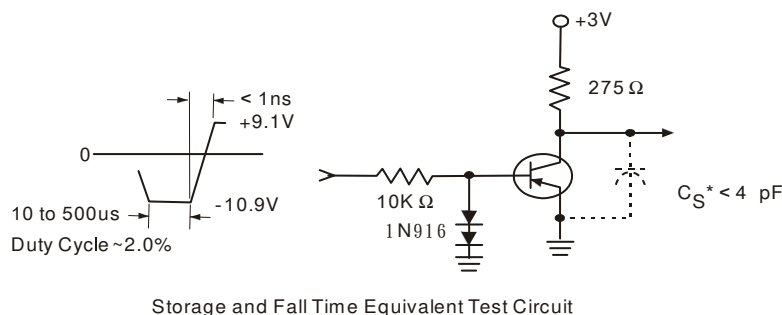 +3V
< 1ns
275 Ω
+9.1V
0
10K Ω
C_S* < 4 pF
-10.9V
10 to 500us
1N916
Duty Cycle ~2.0%
Storage and Fall Time Equivalent Test Circuit